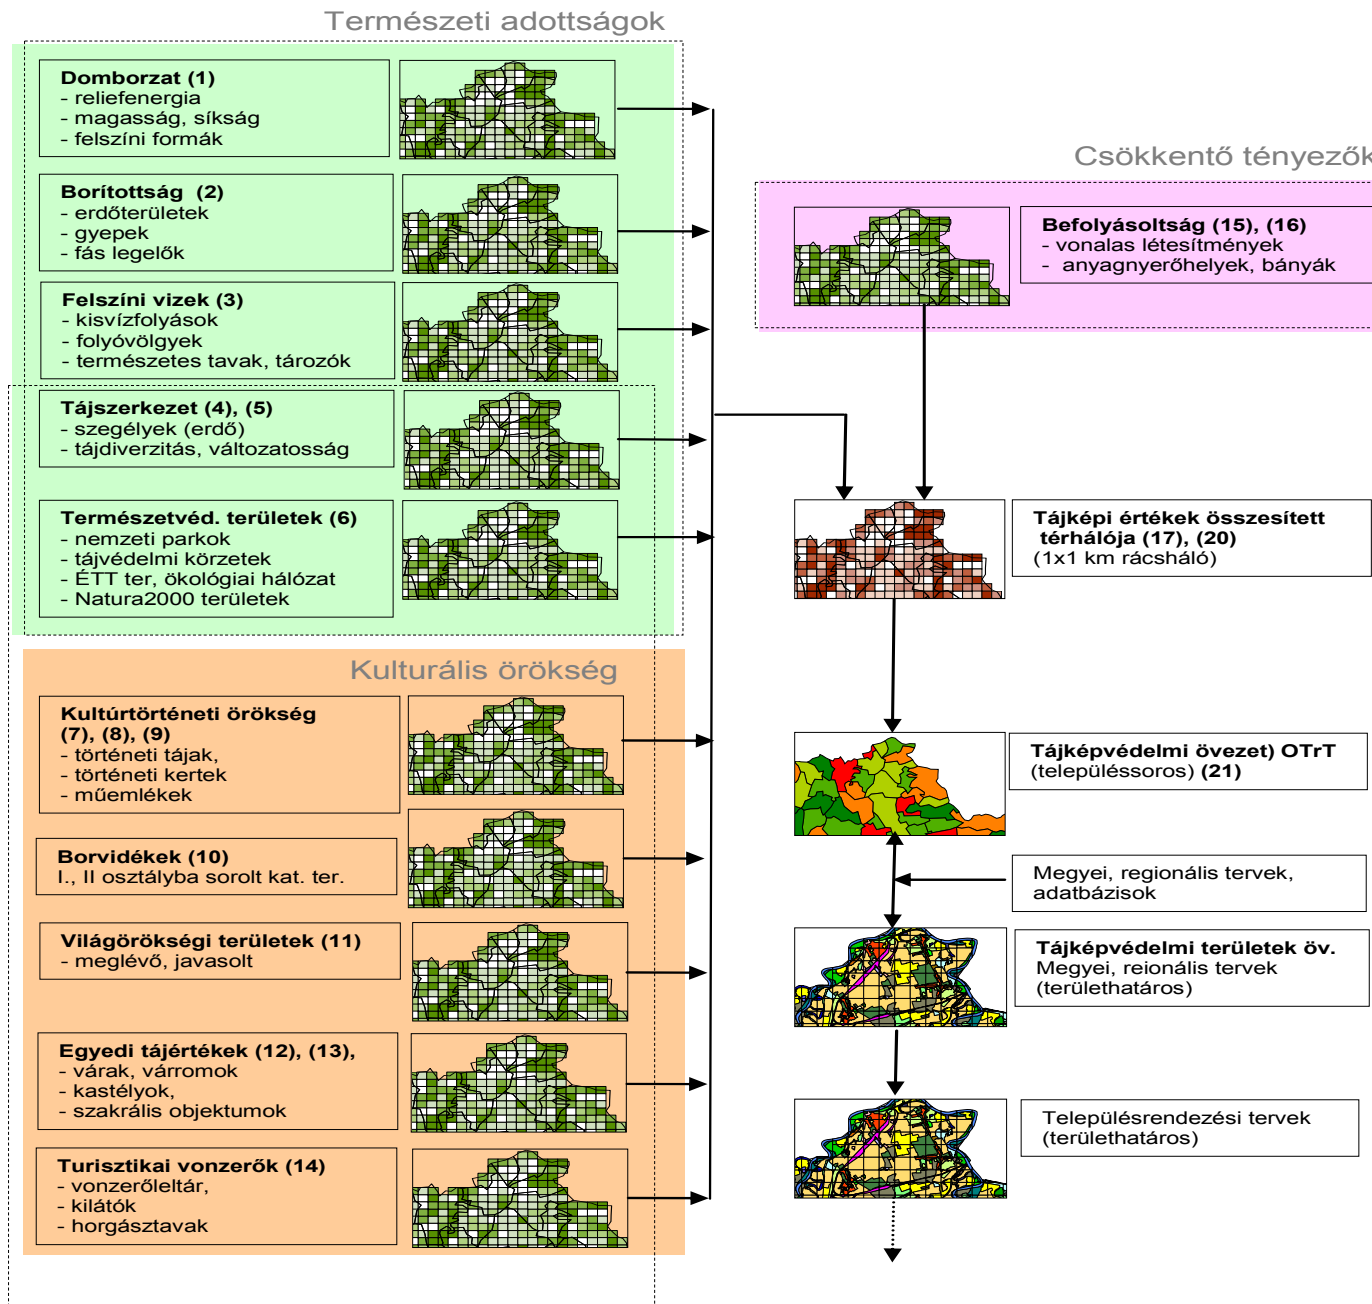 Természeti adottságok
Domborzat (1)
- reliefenergia
- magasság, síkság
- felszíni formák
Borítottság  (2)
- erdőterületek
- gyepek
- fás legelők
Felszíni vizek (3)
- kisvízfolyások
- folyóvölgyek
- természetes tavak, tározók
Tájszerkezet (4), (5)
- szegélyek (erdő)
- tájdiverzitás, változatosság
Természetvéd. területek (6)
- nemzeti parkok
- tájvédelmi körzetek
- ÉTT ter, ökológiai hálózat
- Natura2000 területek
Kulturális örökség
Kultúrtörténeti örökség
(7), (8), (9)
- történeti tájak,
- történeti kertek
- műemlékek
Borvidékek (10)
I., II osztályba sorolt kat. ter.
Világörökségi területek (11)
- meglévő, javasolt
Egyedi tájértékek (12), (13),
- várak, várromok
- kastélyok,
- szakrális objektumok
Turisztikai vonzerők (14)
- vonzerőleltár,
- kilátók
- horgásztavak
Csökkentő tényezők
Befolyásoltság (15), (16)
- vonalas létesítmények
-  anyagnyerőhelyek, bányák
Tájképi értékek összesített
térhálója (17), (20)
(1x1 km rácsháló)
Tájképvédelmi övezet) OTrT
(településsoros) (21)
Megyei, regionális tervek,
adatbázisok
Tájképvédelmi területek öv.
Megyei, reionális tervek
(területhatáros)
Településrendezési tervek
(területhatáros)